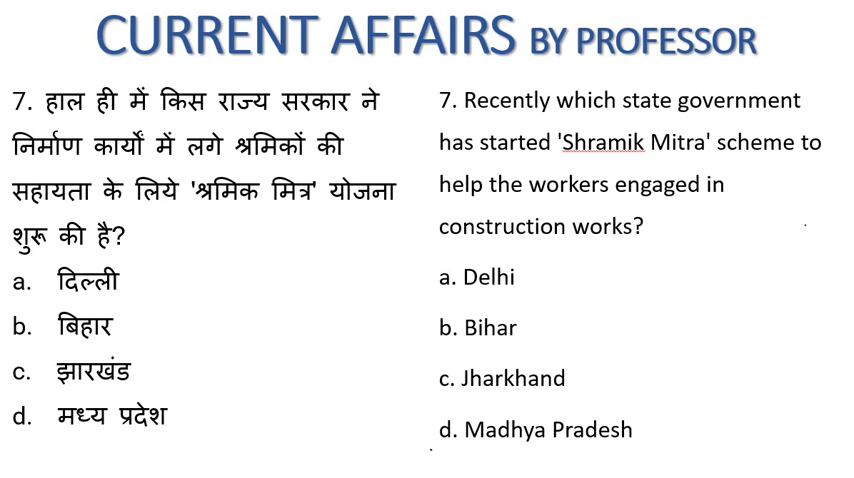 CURRENT AFFAIRS BY PROFESSOR
7. हाल ही में किस राज्य सरकार ने
निर्माण कार्यों में लगे श्रमिकों की
सहायता के लिये 'श्रमिक मित्र' योजना
शुरू की है?
a. दिल्ली
b. बिहार
c. झारखंड
d. मध्य प्रदेश
7. Recently which state government
has started 'Shramik Mitra' scheme to
help the workers engaged in
construction works?
a. Delhi
b. Bihar
c. Jharkhand
d. Madhya Pradesh